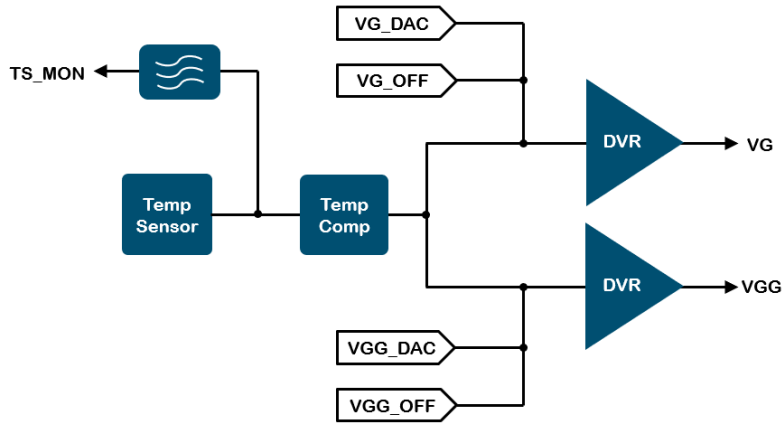 VG_DAC
TS_MON
VG_OFF
DVR
VG
Temp
Sensor
Temp
Comp
DVR
VGG
VGG_DAC
VGG_OFF